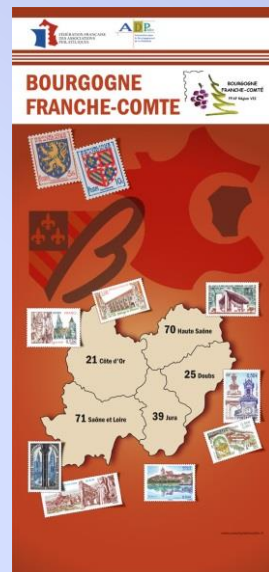 FÉDÉRATION FRANÇAISE
DES ASSOCIATIONS
PHILATÉLIQUES
ADP
BOURGOGNE
FRANCHE-COMTE
BOURGOGNE
FRANCHE-COMTÉ
70 Haute Saône
21 Côte d'Or
25 Doubs
71 Saône et Loire
39 Jura